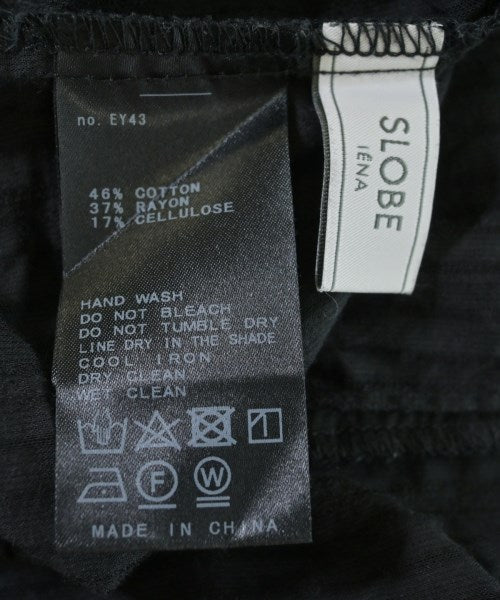 no. EY43
46% COTTON
37% RAYON
17% CELLULOSE
HAND WASH
DO NOT BLEACH
DO NOT TUMBLE DRY
LINE DRY IN THE SHADE
COOL IRON
DRY CLEAN
WET CLEAN
F
W
MADE IN CHINA
SLOBE
IÉNA